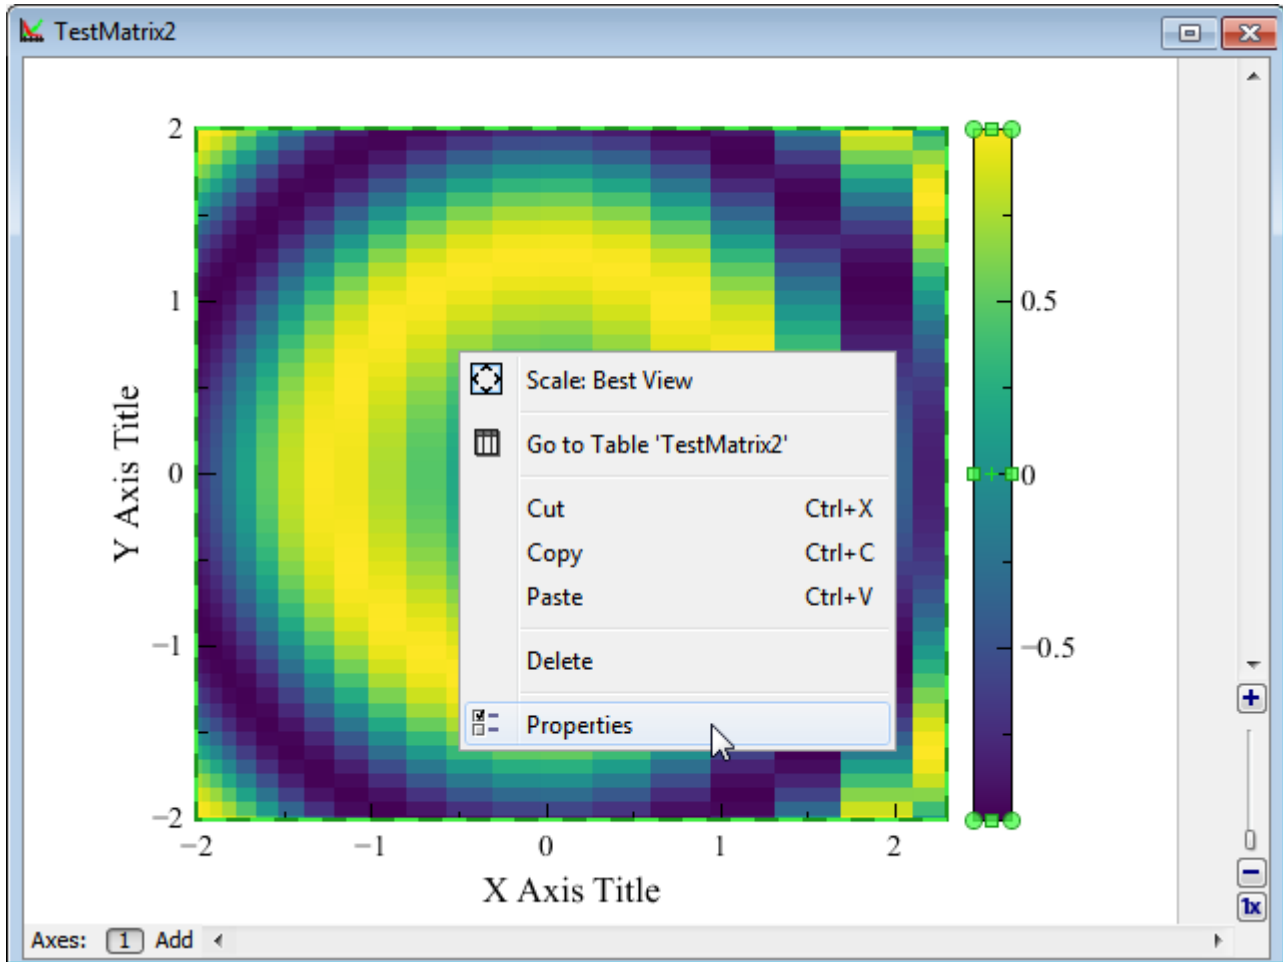 TestMatrix2
2
1
0
−1
−2
Y Axis Title
−2 −1 0 1 2
X Axis Title
0.5
0
−0.5
Scale: Best View
Go to Table 'TestMatrix2'
Cut Ctrl+X
Copy Ctrl+C
Paste Ctrl+V
Delete
Properties
1x
Axes: 1 Add